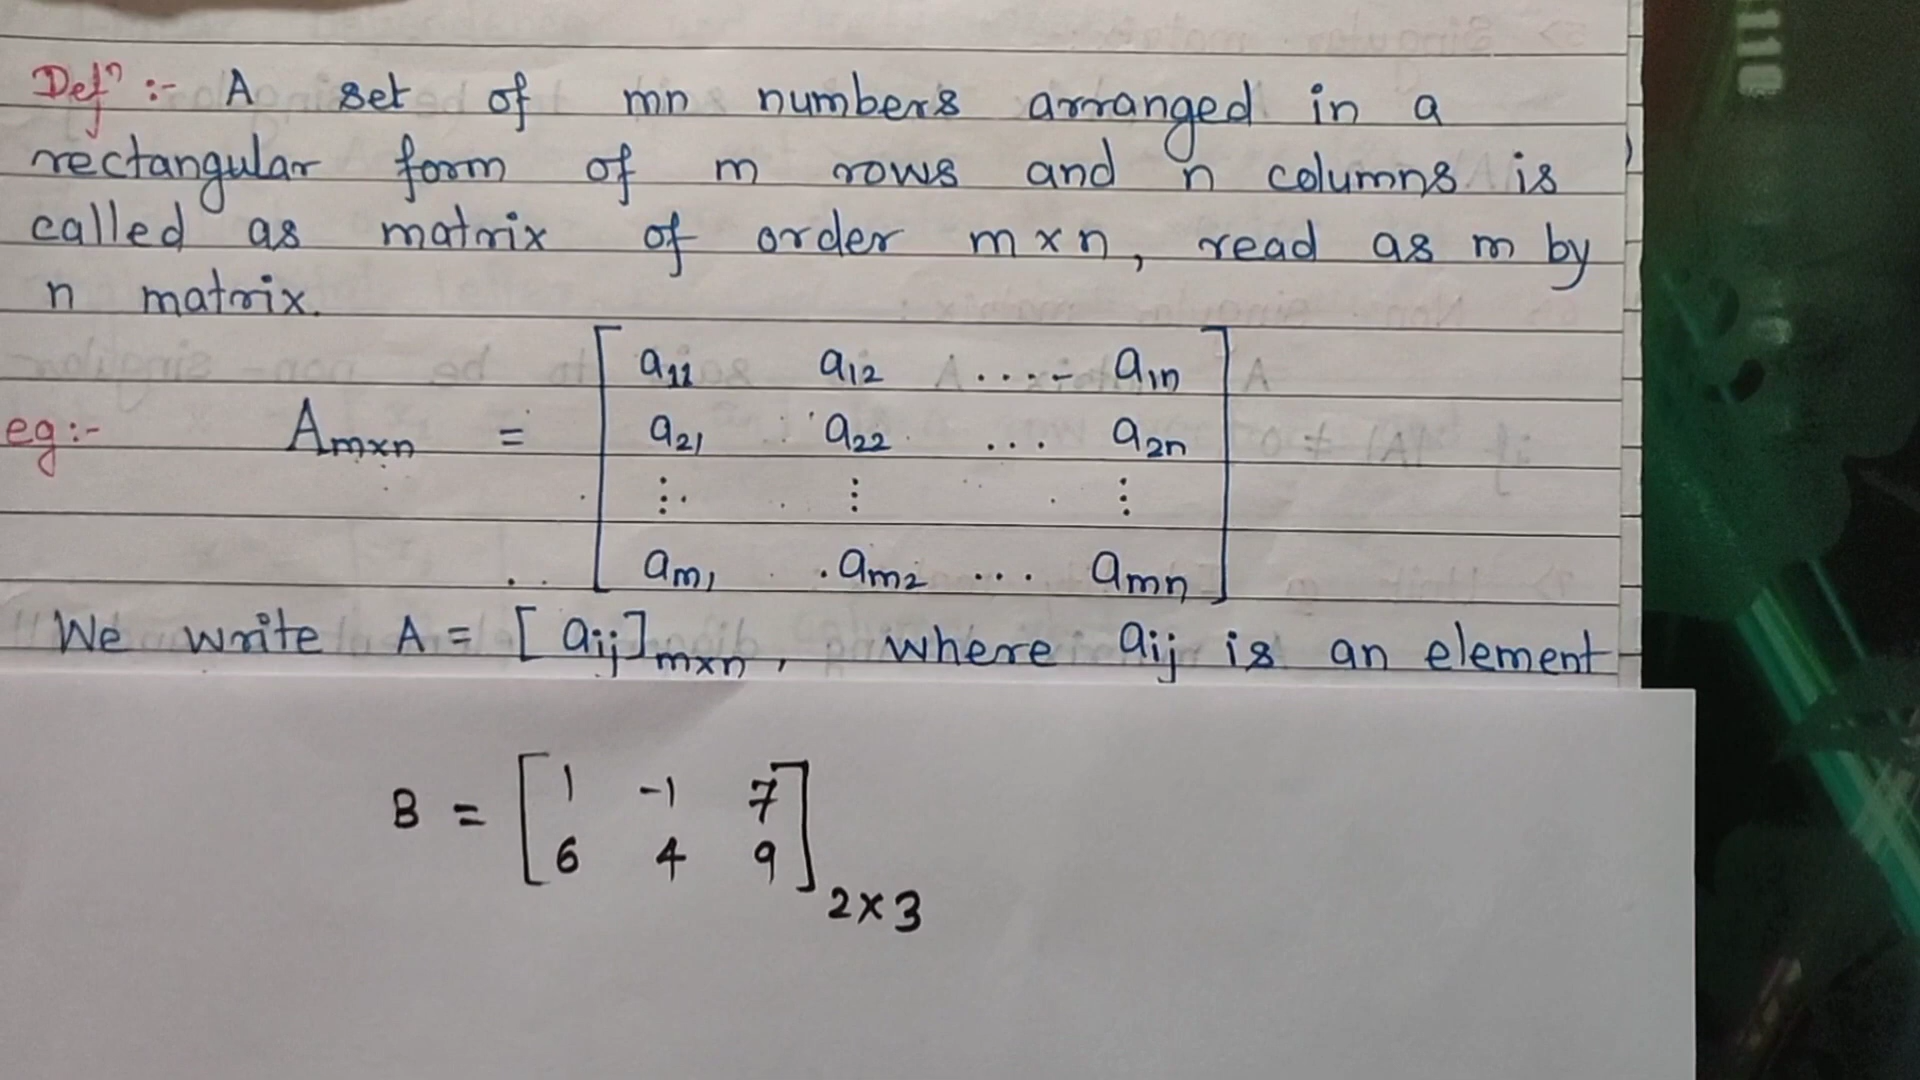 Defⁿ :- A set of mn numbers arranged in a
rectangular form of m rows and n columns is
called as matrix of order m x n, read as m by
n matrix.
eg:- Amxn = [ a11 a12 ..... a1n
a21 a22 ... a2n
⋮ ⋮ ⋮
am1 am2 ... amn ]
We write A = [aij]mxn, where aij is an element
B = [ 1 -1 7
6 4 9 ] 2x3